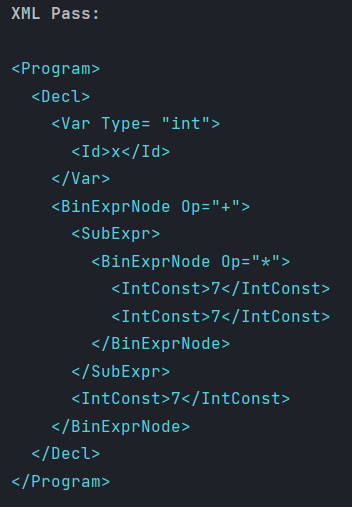 XML Pass:

<Program>
  <Decl>
    <Var Type= "int">
      <Id>x</Id>
    </Var>
    <BinExprNode Op="+">
      <SubExpr>
        <BinExprNode Op="*">
          <IntConst>7</IntConst>
          <IntConst>7</IntConst>
        </BinExprNode>
      </SubExpr>
      <IntConst>7</IntConst>
    </BinExprNode>
  </Decl>
</Program>